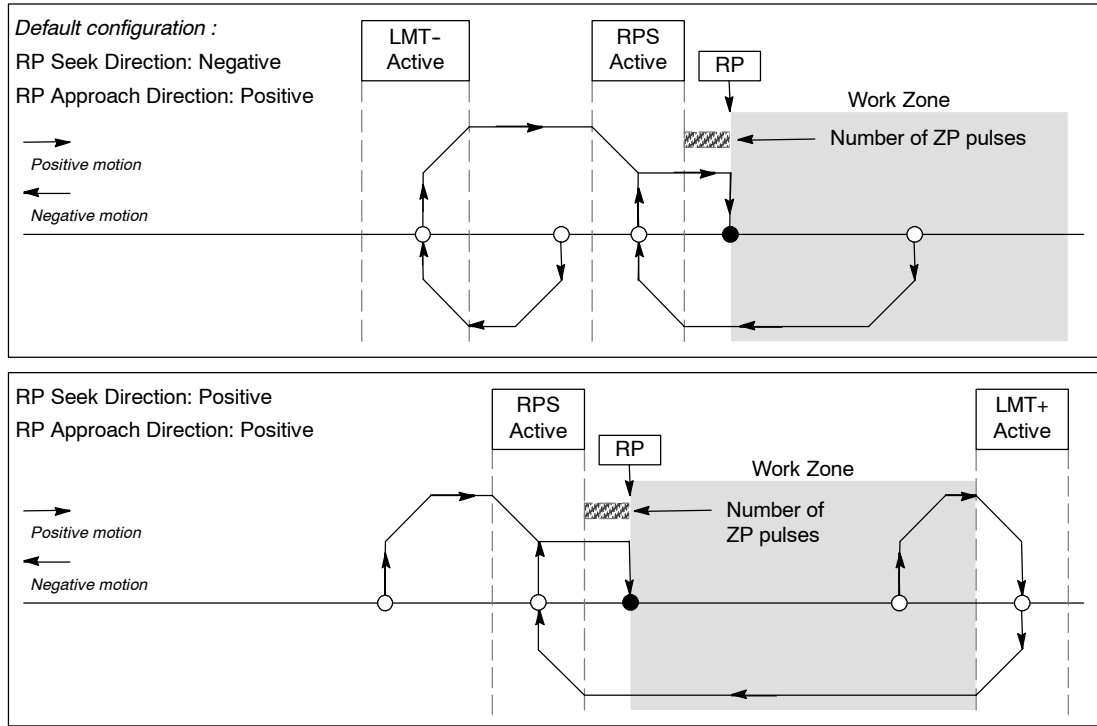 Default configuration :
RP Seek Direction: Negative
RP Approach Direction: Positive
LMT-
Active
RPS
Active
RP
Work Zone
Number of ZP pulses
Positive motion
Negative motion
RP Seek Direction: Positive
RP Approach Direction: Positive
RPS
Active
RP
LMT+
Active
Work Zone
Number of
ZP pulses
Positive motion
Negative motion